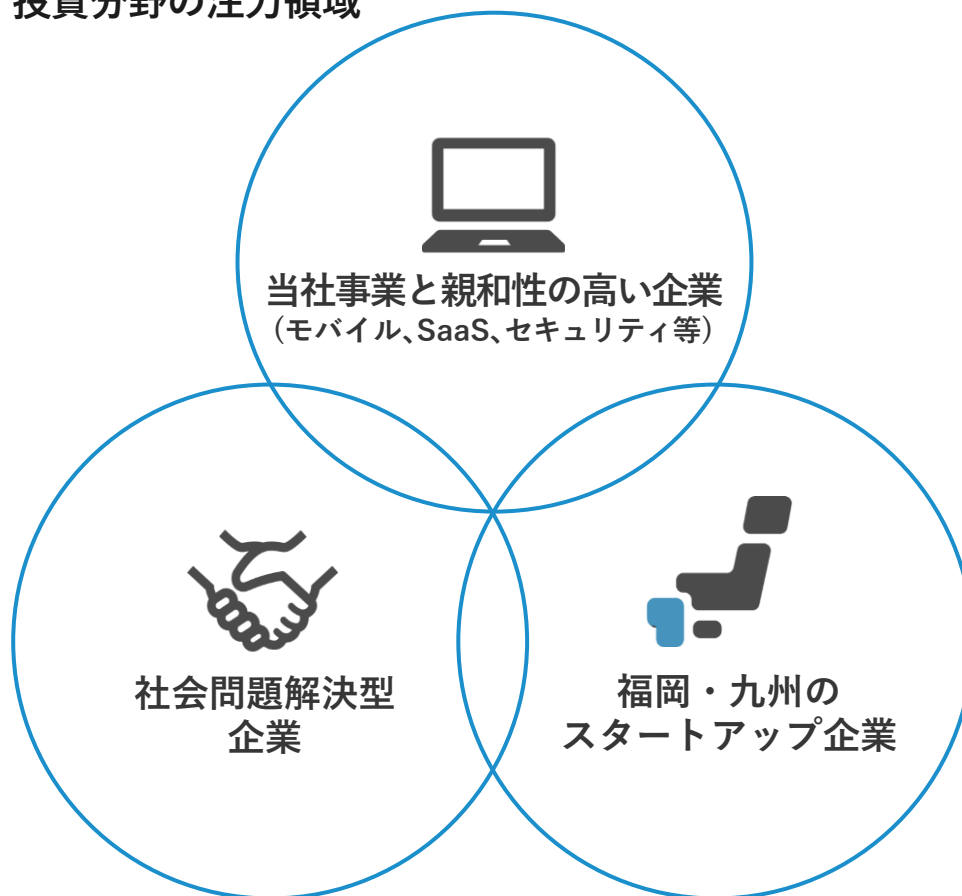 投資分野の注力領域
当社事業と親和性の高い企業
(モバイル、SaaS、セキュリティ等)
社会問題解決型
企業
福岡・九州の
スタートアップ企業